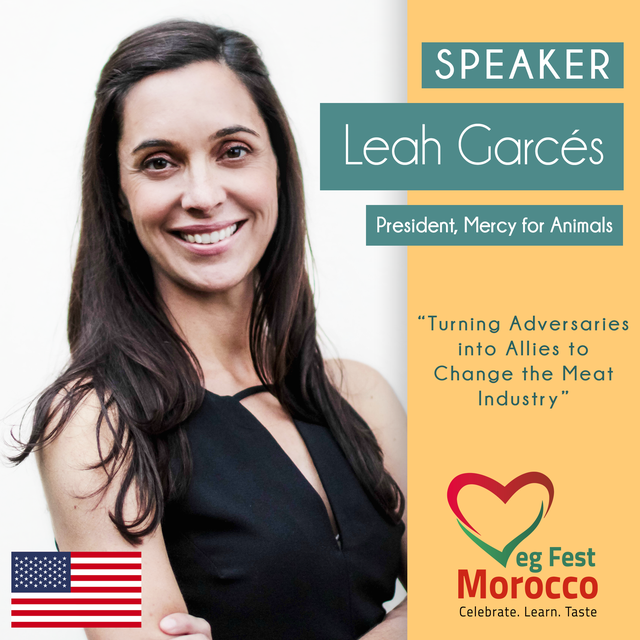 SPEAKER
Leah Garcés
President, Mercy for Animals
“Turning Adversaries
into Allies to
Change the Meat
Industry”
eg Fest
Morocco
Celebrate. Learn. Taste